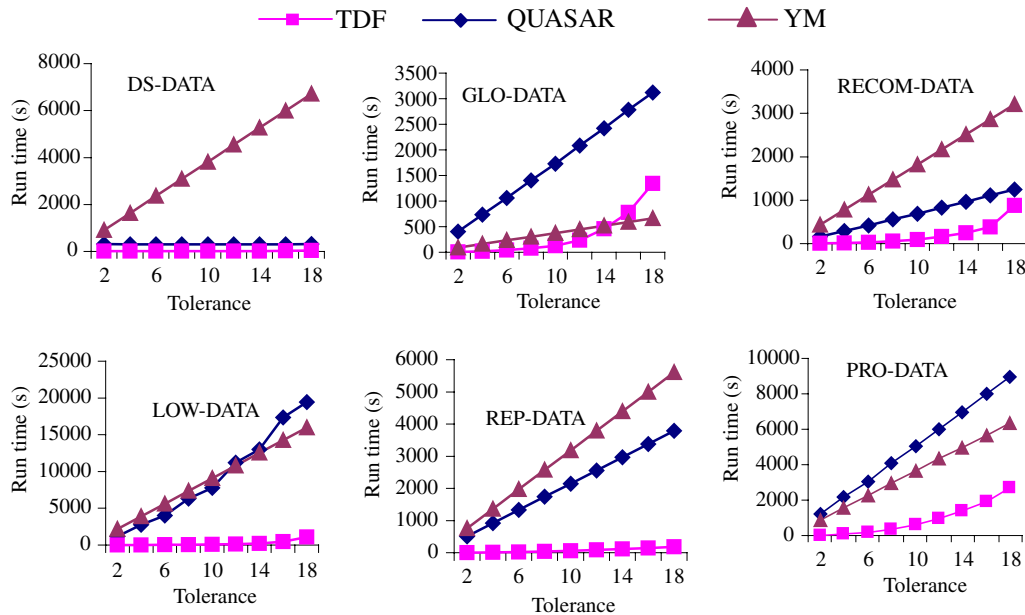 TDF QUASAR YM
DS-DATA
Run time (s)
8000
6000
4000
2000
0
2 6 10 14 18
Tolerance
GLO-DATA
Run time (s)
3500
3000
2500
2000
1500
1000
500
0
2 6 10 14 18
Tolerance
RECOM-DATA
Run time (s)
4000
3000
2000
1000
0
2 6 10 14 18
Tolerance
LOW-DATA
Run time (s)
25000
20000
15000
10000
5000
0
2 6 10 14 18
Tolerance
REP-DATA
Run time (s)
6000
5000
4000
3000
2000
1000
0
2 6 10 14 18
Tolerance
PRO-DATA
Run time (s)
10000
8000
6000
4000
2000
0
2 6 10 14 18
Tolerance